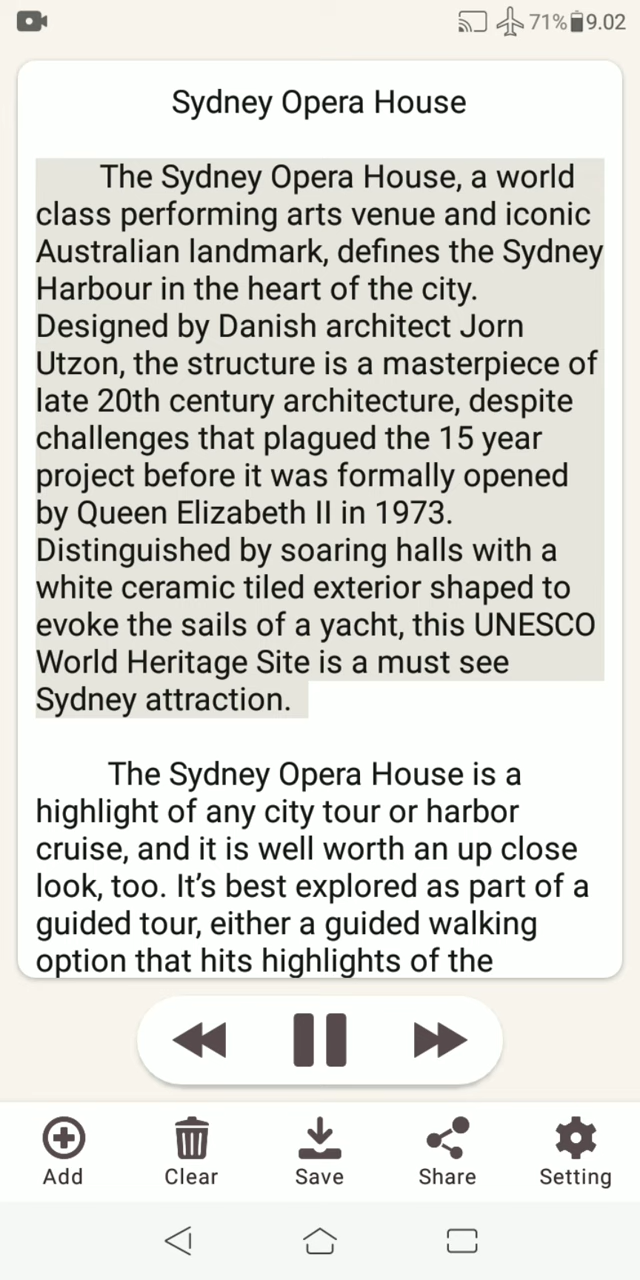 71% 9.02
Sydney Opera House
The Sydney Opera House, a world
class performing arts venue and iconic
Australian landmark, defines the Sydney
Harbour in the heart of the city.
Designed by Danish architect Jorn
Utzon, the structure is a masterpiece of
late 20th century architecture, despite
challenges that plagued the 15 year
project before it was formally opened
by Queen Elizabeth II in 1973.
Distinguished by soaring halls with a
white ceramic tiled exterior shaped to
evoke the sails of a yacht, this UNESCO
World Heritage Site is a must see
Sydney attraction.
The Sydney Opera House is a
highlight of any city tour or harbor
cruise, and it is well worth an up close
look, too. It’s best explored as part of a
guided tour, either a guided walking
option that hits highlights of the
Add Clear Save Share Setting